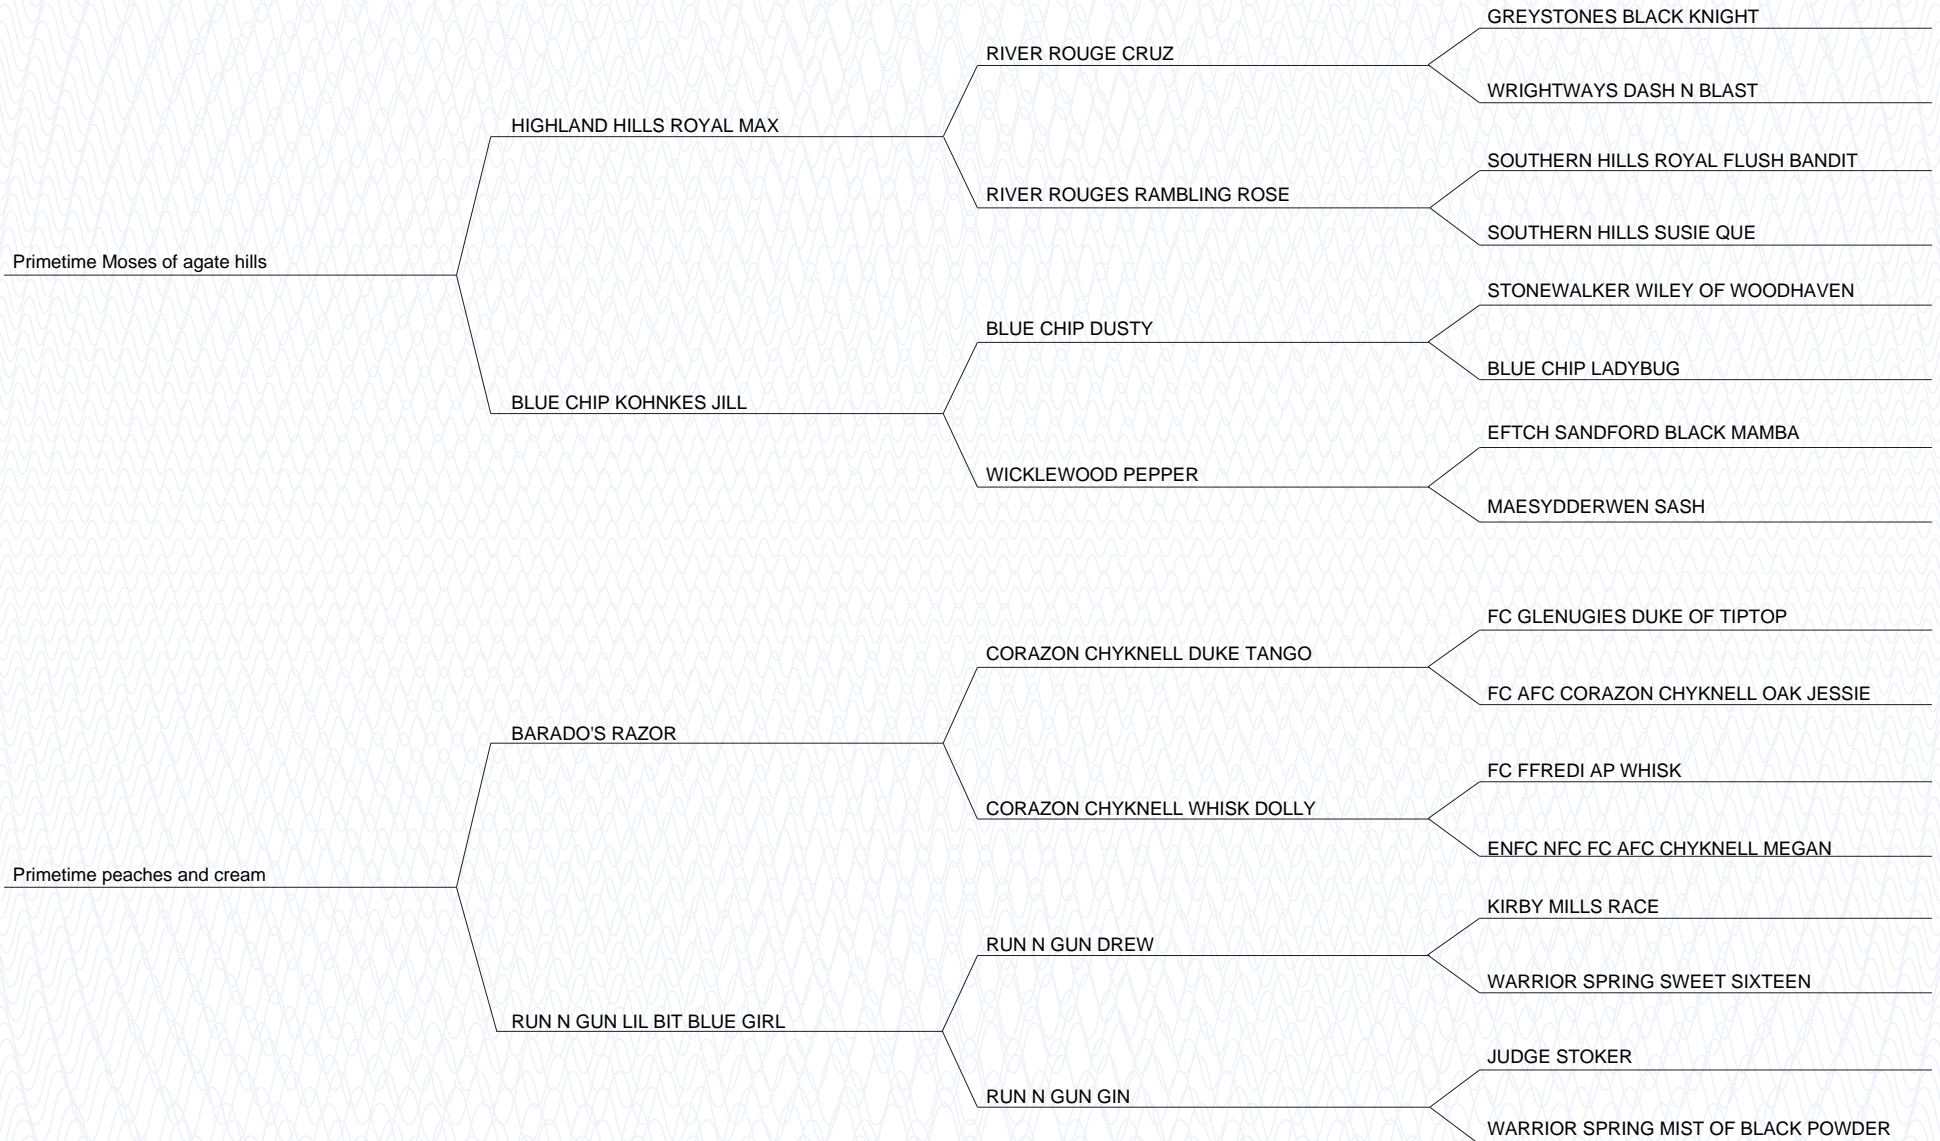 GREYSTONES BLACK KNIGHT
RIVER ROUGE CRUZ
WRIGHTWAYS DASH N BLAST
HIGHLAND HILLS ROYAL MAX
SOUTHERN HILLS ROYAL FLUSH BANDIT
RIVER ROUGES RAMBLING ROSE
SOUTHERN HILLS SUSIE QUE
Primetime Moses of agate hills
STONEWALKER WILEY OF WOODHAVEN
BLUE CHIP DUSTY
BLUE CHIP LADYBUG
BLUE CHIP KOHNKES JILL
EFTCH SANDFORD BLACK MAMBA
WICKLEWOOD PEPPER
MAESYDDERWEN SASH
FC GLENUGIES DUKE OF TIPTOP
CORAZON CHYKNELL DUKE TANGO
FC AFC CORAZON CHYKNELL OAK JESSIE
BARADO'S RAZOR
FC FFREDI AP WHISK
CORAZON CHYKNELL WHISK DOLLY
ENFC NFC FC AFC CHYKNELL MEGAN
Primetime peaches and cream
KIRBY MILLS RACE
RUN N GUN DREW
WARRIOR SPRING SWEET SIXTEEN
RUN N GUN LIL BIT BLUE GIRL
JUDGE STOKER
RUN N GUN GIN
WARRIOR SPRING MIST OF BLACK POWDER